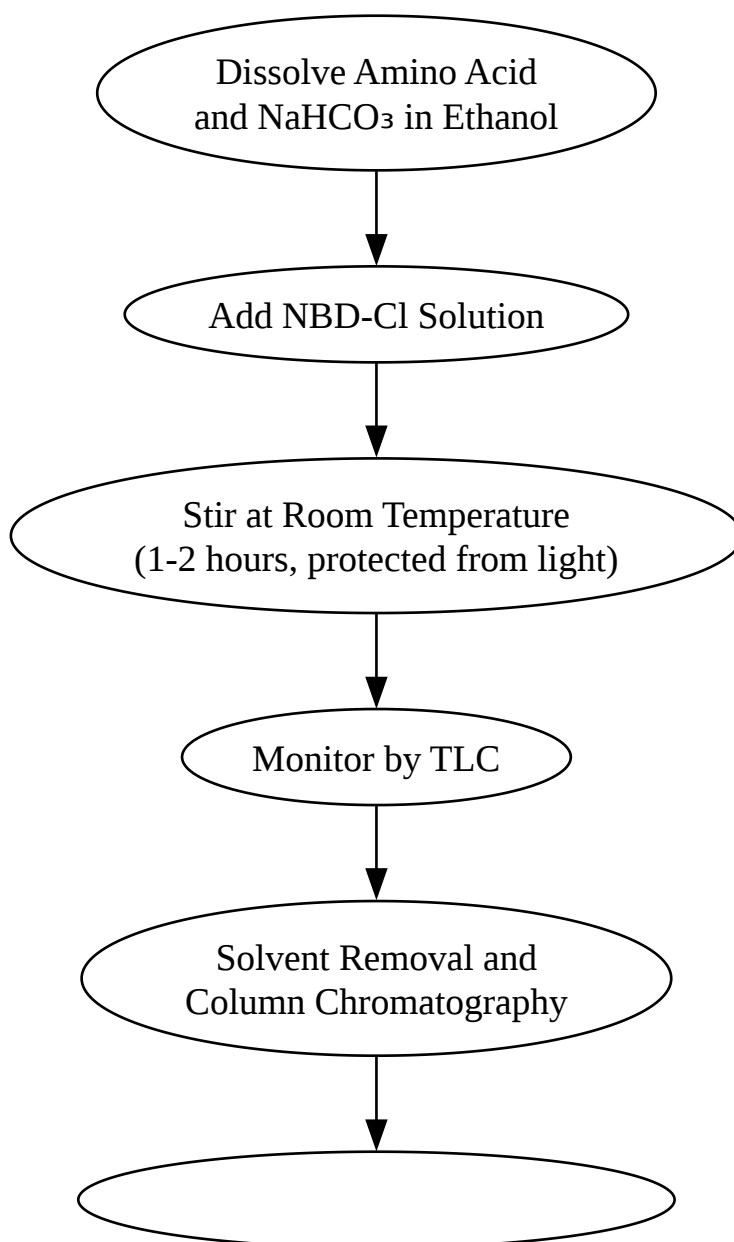 Dissolve Amino Acid
and NaHCO₃ in Ethanol
Add NBD-Cl Solution
Stir at Room Temperature
(1-2 hours, protected from light)
Monitor by TLC
Solvent Removal and
Column Chromatography